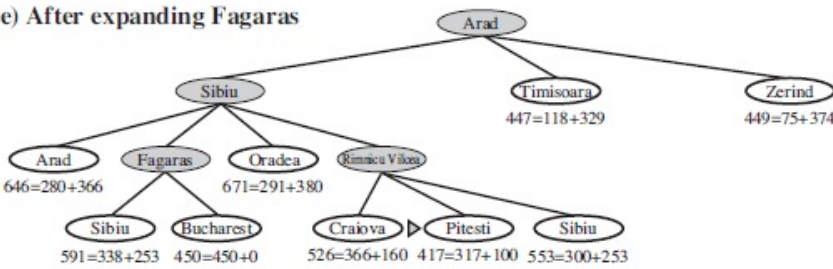 e) After expanding Fagaras
Arad
Sibiu
Timisoara
Zerind
447=118+329
449=75+374
Arad
Fagaras
Oradea
Rimnicu Vilcea
646=280+366
671=291+380
Sibiu
Bucharest
Craiova
Pitesti
Sibiu
591=338+253
450=450+0
526=366+160
417=317+100
553=300+253